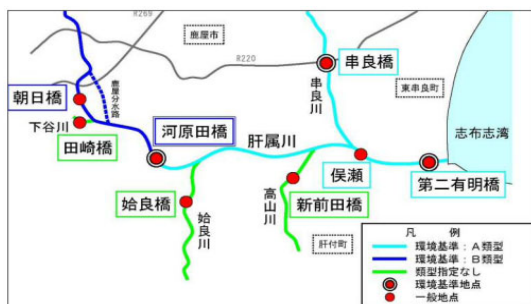 R269
鹿屋市
R220
串良橋
朝日橋
鹿屋分水路
串良川
東串良町
下谷川
田崎橋
河原田橋
肝属川
志布志湾
俣瀬
第二有明橋
姶良橋
姶良川
高山川
新前田橋
肝付町
凡 例
環境基準：A類型
環境基準：B類型
類型指定なし
環境基準地点
一般地点